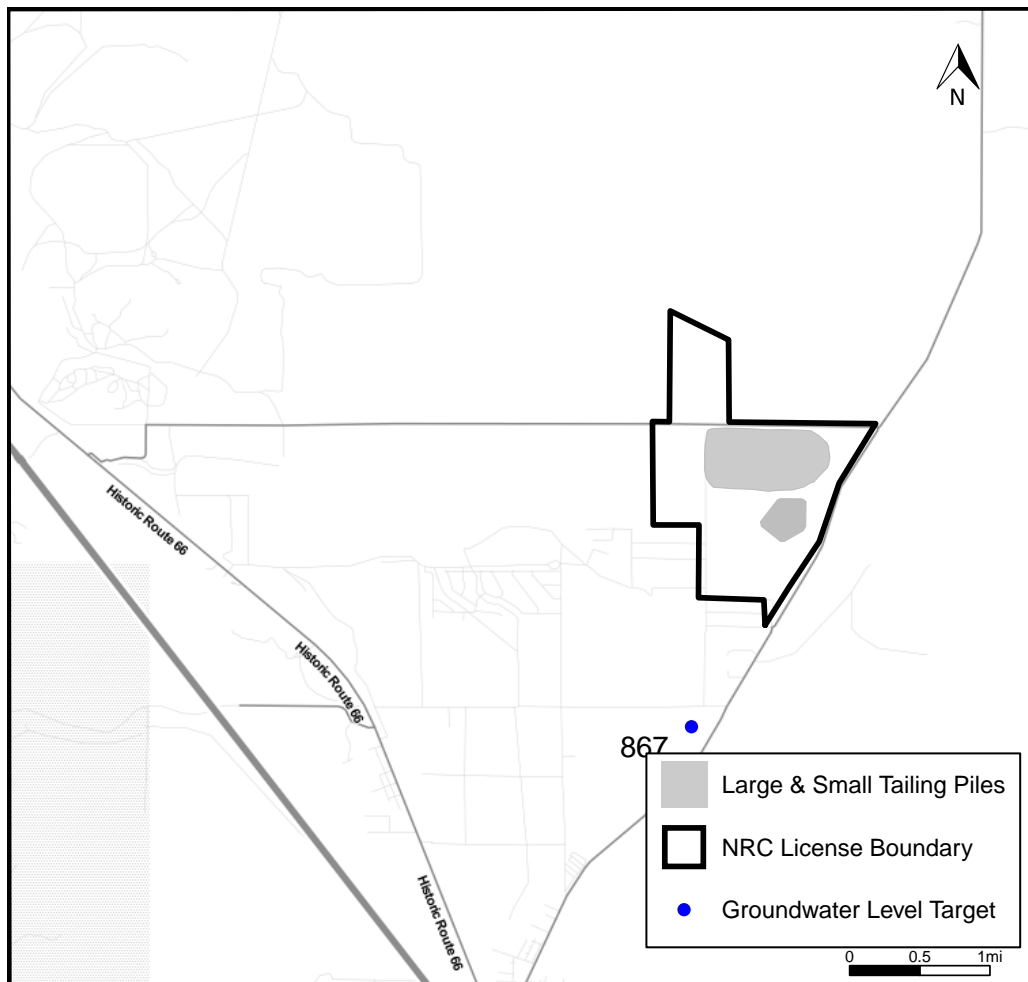 N
Historic Route 66
Historic Route 66
867
Large & Small Tailing Piles
NRC License Boundary
Groundwater Level Target
Historic Route 66
0 0.5 1mi